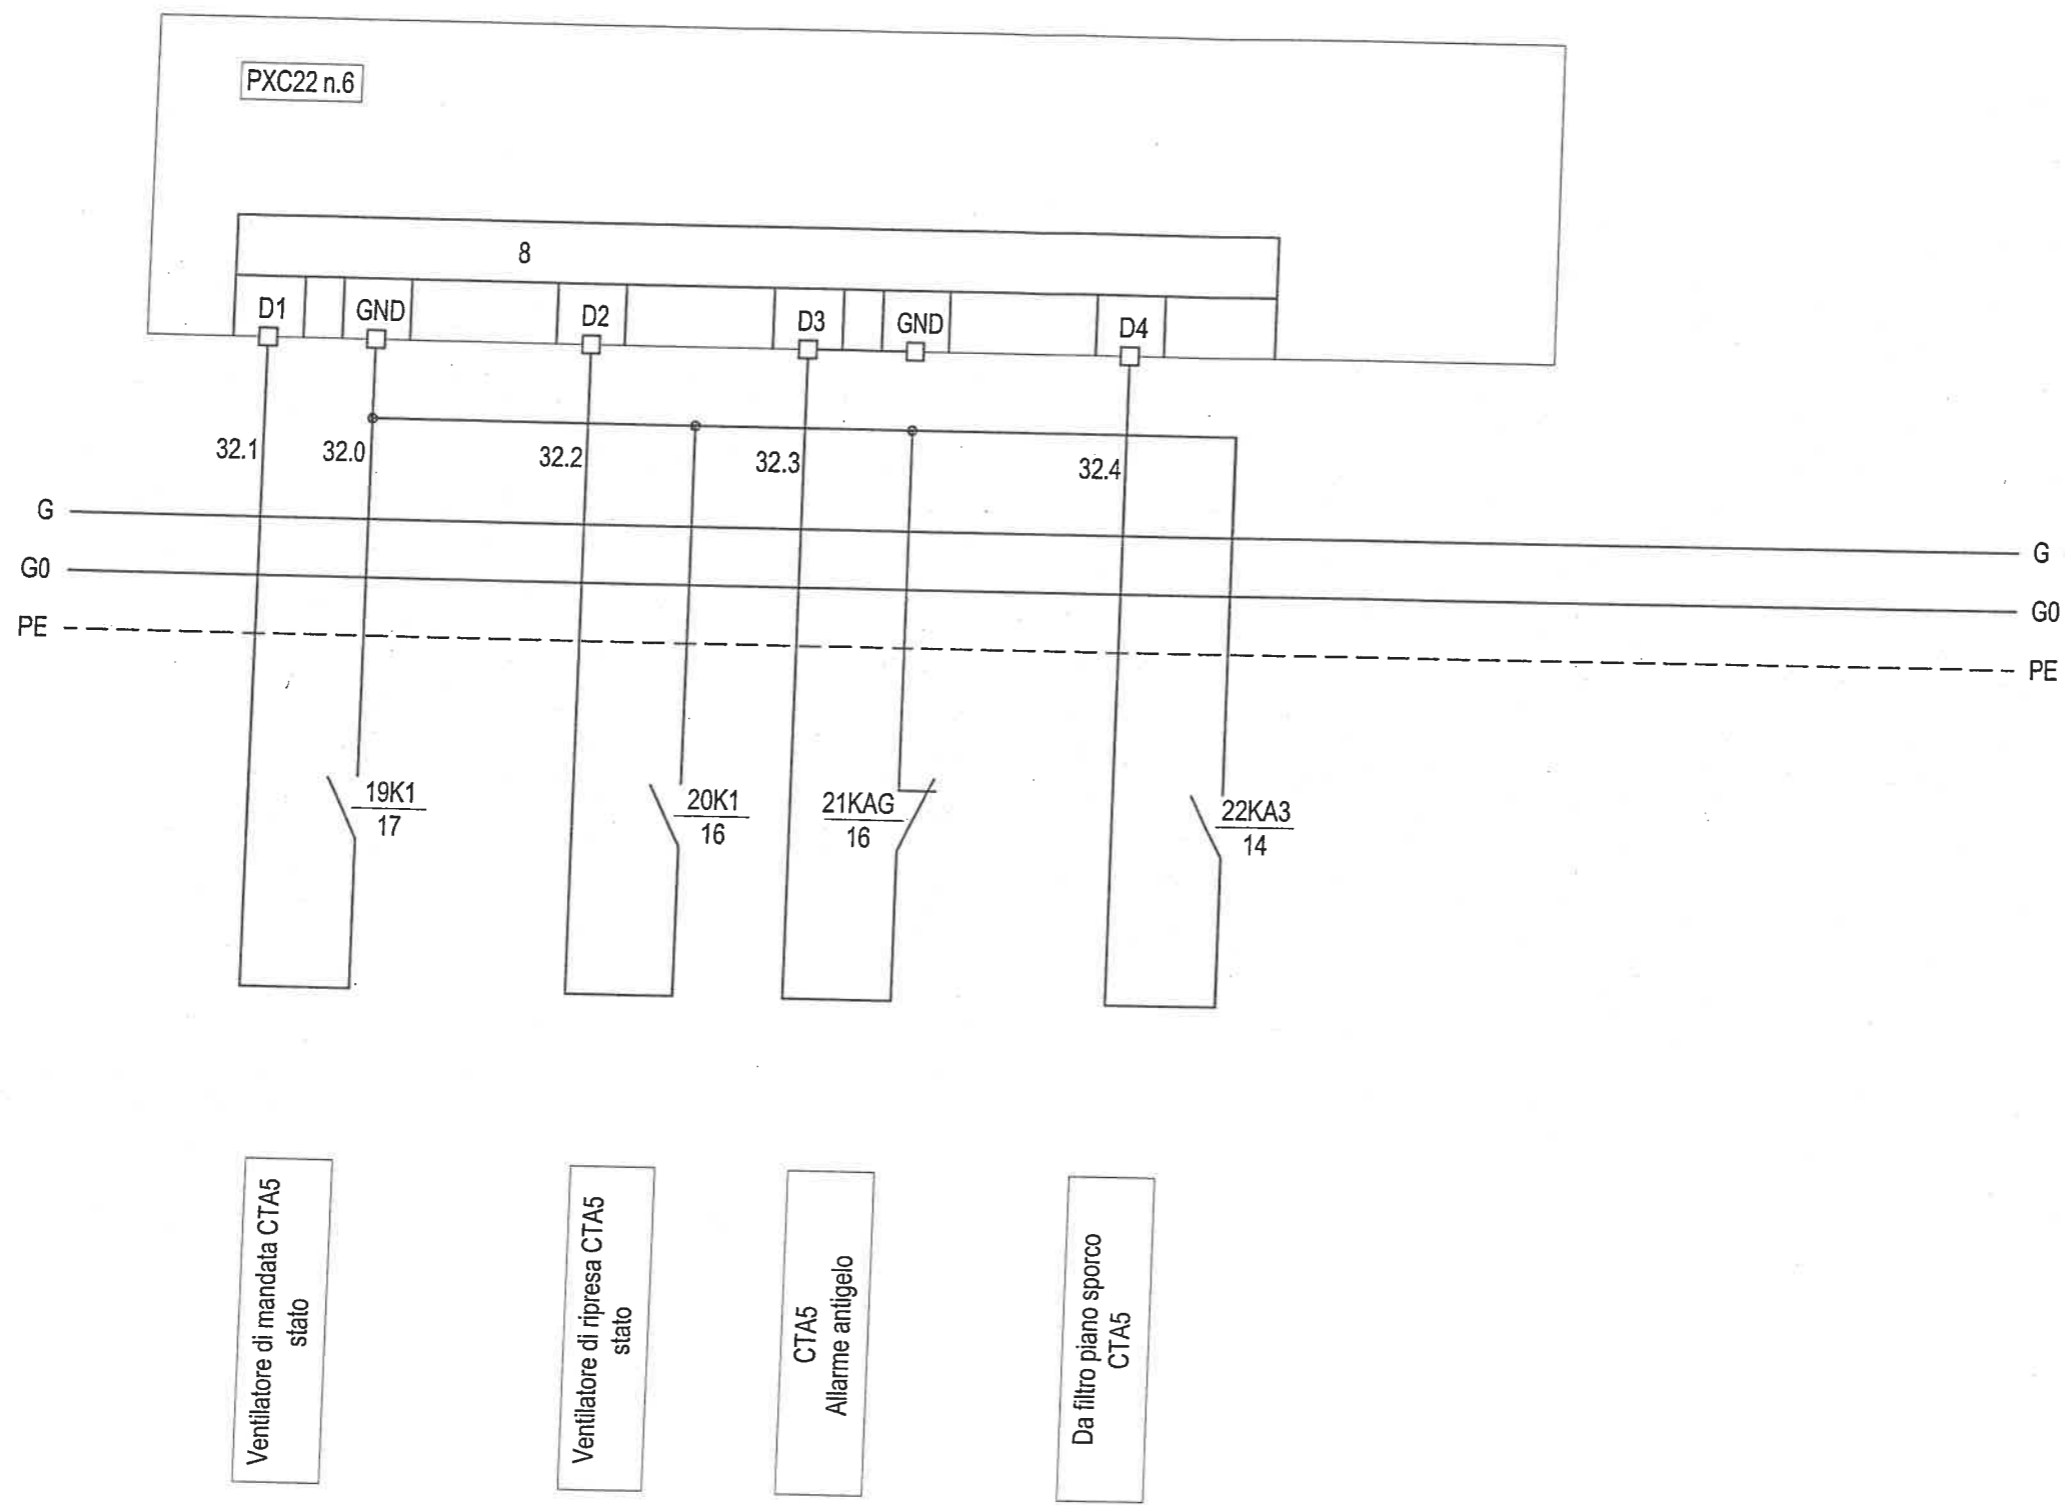 PXC22 n.6
8
D1
GND
D2
D3
GND
D4
32.1
32.0
32.2
32.3
32.4
G
G
G0
G0
PE
PE
19K1
17
20K1
16
21KAG
16
22KA3
14
Ventilatore di mandata CTA5
stato
Ventilatore di ripresa CTA5
stato
CTA5
Allarme antigelo
Da filtro piano sporco
CTA5